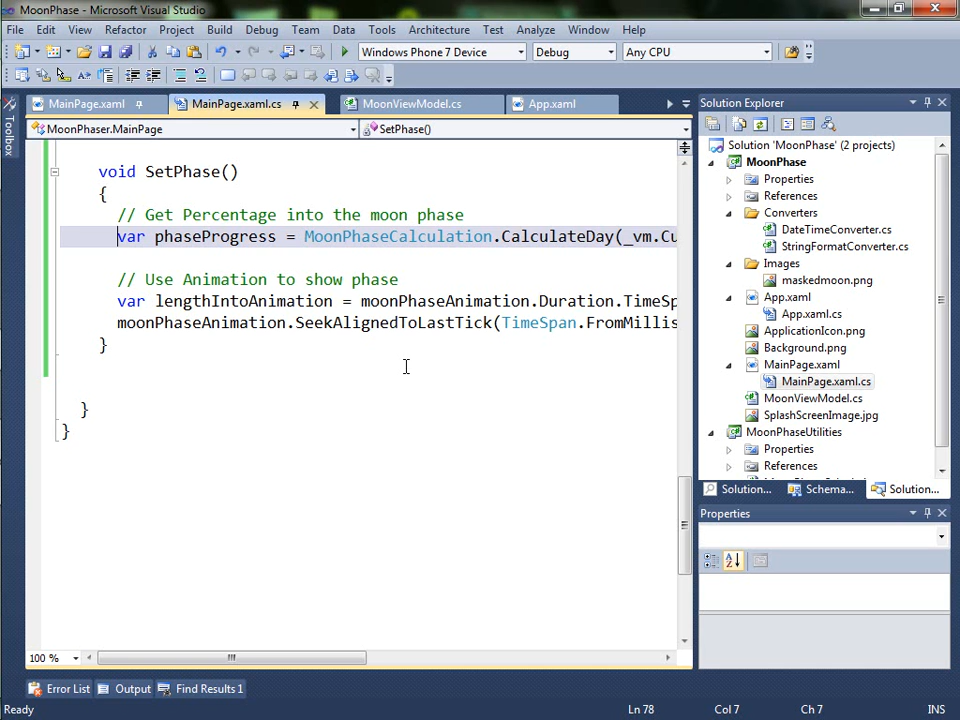 MoonPhase - Microsoft Visual Studio
File Edit View Refactor Project Build Debug Team Data Tools Architecture Test Analyze Window Help
Windows Phone 7 Device Debug Any CPU
MainPage.xaml MainPage.xaml.cs MoonViewModel.cs App.xaml
MoonPhaser.MainPage SetPhase()
Toolbox
void SetPhase()
{
// Get Percentage into the moon phase
var phaseProgress = MoonPhaseCalculation.CalculateDay(_vm.Cu
// Use Animation to show phase
var lengthIntoAnimation = moonPhaseAnimation.Duration.TimeSp
moonPhaseAnimation.SeekAlignedToLastTick(TimeSpan.FromMillis
}
}
}
100 %
Solution Explorer
Solution 'MoonPhase' (2 projects)
MoonPhase
Properties
References
Converters
DateTimeConverter.cs
StringFormatConverter.cs
Images
maskedmoon.png
App.xaml
App.xaml.cs
ApplicationIcon.png
Background.png
MainPage.xaml
MainPage.xaml.cs
MoonViewModel.cs
SplashScreenImage.jpg
MoonPhaseUtilities
Properties
References
Solution... Schema... Solution...
Properties
Error List Output Find Results 1
Ready Ln 78 Col 7 Ch 7 INS